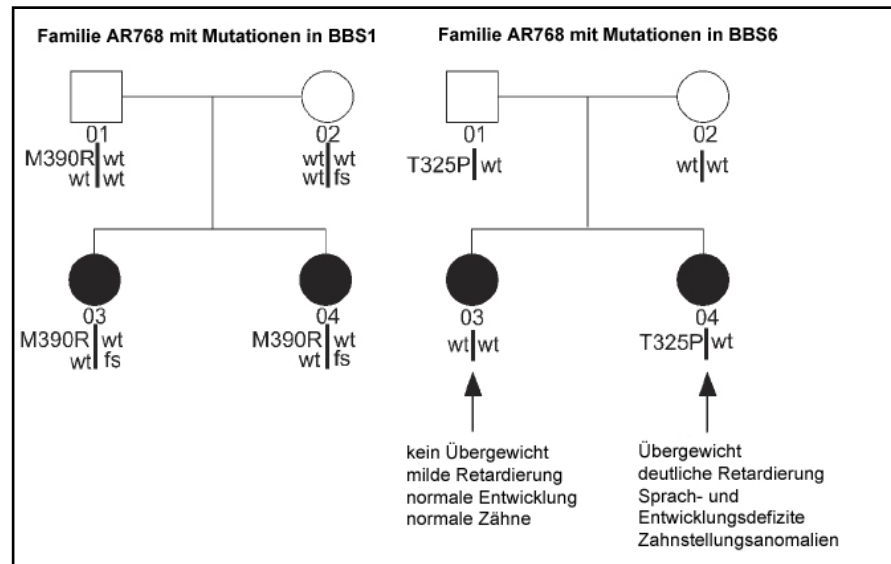 Familie AR768 mit Mutationen in BBS1
01
M390R wt
wt wt
02
wt wt
wt fs
03
M390R wt
wt fs
04
M390R wt
wt fs
Familie AR768 mit Mutationen in BBS6
01
T325P wt
02
wt wt
03
wt wt
04
T325P wt
kein Übergewicht
milde Retardierung
normale Entwicklung
normale Zähne
Übergewicht
deutliche Retardierung
Sprach- und
Entwicklungsdefizite
Zahnstellungsanomalien